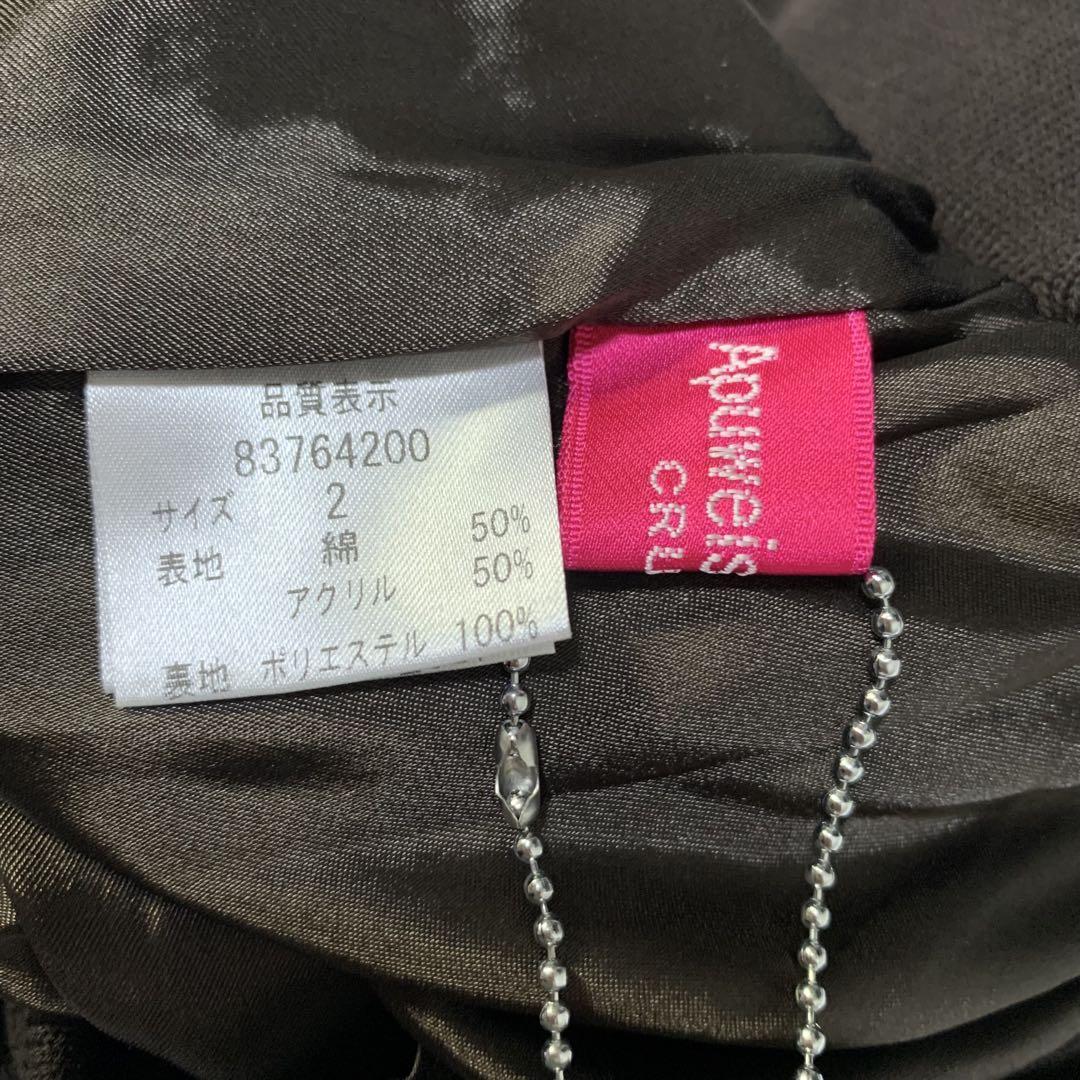 品質表示
83764200
サイズ 2
表地 綿 50%
アクリル 50%
表地 ポリエステル 100%
Apuweis
CRU